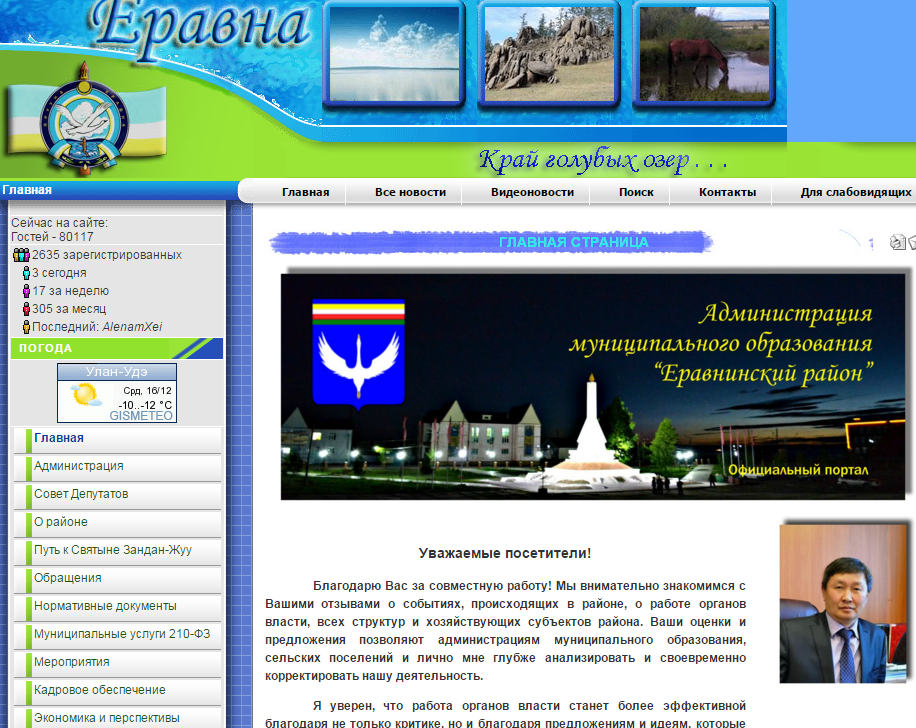 Еравна
Край голубых озер . . .
Главная
Главная
Все новости
Видеоновости
Поиск
Контакты
Для слабовидящих
Сейчас на сайте:
Гостей - 80117
2635 зарегистрированных
3 сегодня
17 за неделю
305 за месяц
Последний: AlenamXei
ПОГОДА
Улан-Удэ
Срд, 16/12
-10..-12 °C
GISMETEO
Главная
Администрация
Совет Депутатов
О районе
Путь к Святыне Зандан-Жуу
Обращения
Нормативные документы
Муниципальные услуги 210-ФЗ
Мероприятия
Кадровое обеспечение
Экономика и перспективы
ГЛАВНАЯ СТРАНИЦА
Администрация
муниципального образования
“Еравнинский район”
Официальный портал
Уважаемые посетители!
Благодарю Вас за совместную работу! Мы внимательно знакомимся с
Вашими отзывами о событиях, происходящих в районе, о работе органов
власти, всех структур и хозяйствующих субъектов района. Ваши оценки и
предложения позволяют администрациям муниципального образования,
сельских поселений и лично мне глубже анализировать и своевременно
корректировать нашу деятельность.
Я уверен, что работа органов власти станет более эффективной
благодаря не только критике, но и благодаря предложениям и идеям, которые